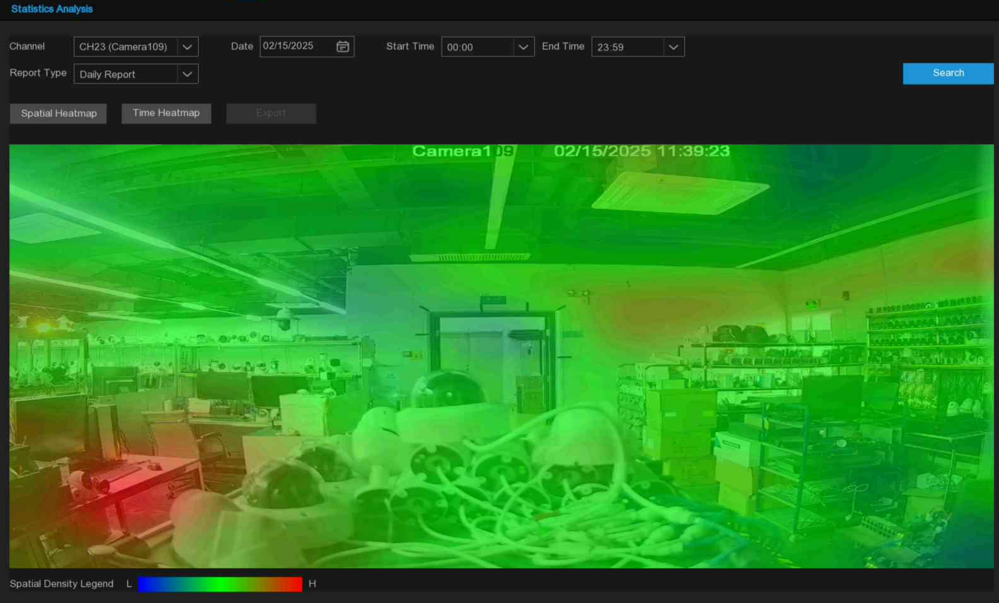 Statistics Analysis
Channel CH23 (Camera109) Date 02/15/2025 Start Time 00:00 End Time 23:59
Report Type Daily Report Search
Spatial Heatmap Time Heatmap Export
Camera109 02/15/2025 11:39:23
Spatial Density Legend L H